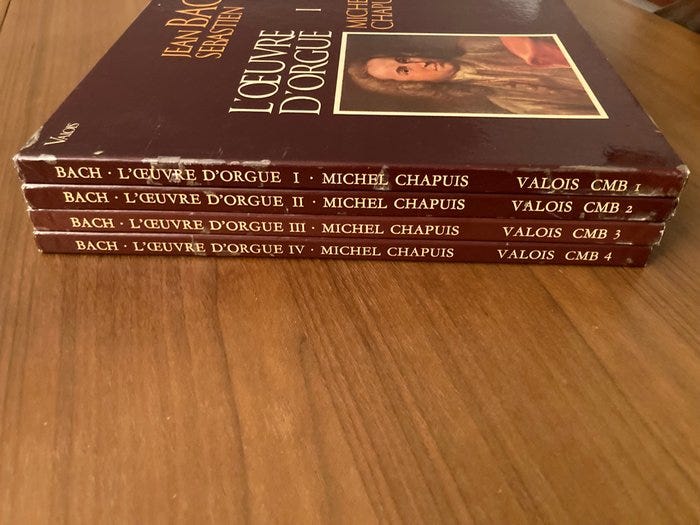 JEAN BAC
SEBASTIEN
L'ŒUVRE I
D'ORGUE
MICHE
CHAPU
VALOIS
BACH · L'ŒUVRE D'ORGUE I · MICHEL CHAPUIS VALOIS CMB 1
BACH · L'ŒUVRE D'ORGUE II · MICHEL CHAPUIS VALOIS CMB 2
BACH · L'ŒUVRE D'ORGUE III · MICHEL CHAPUIS VALOIS CMB 3
BACH · L'ŒUVRE D'ORGUE IV · MICHEL CHAPUIS VALOIS CMB 4